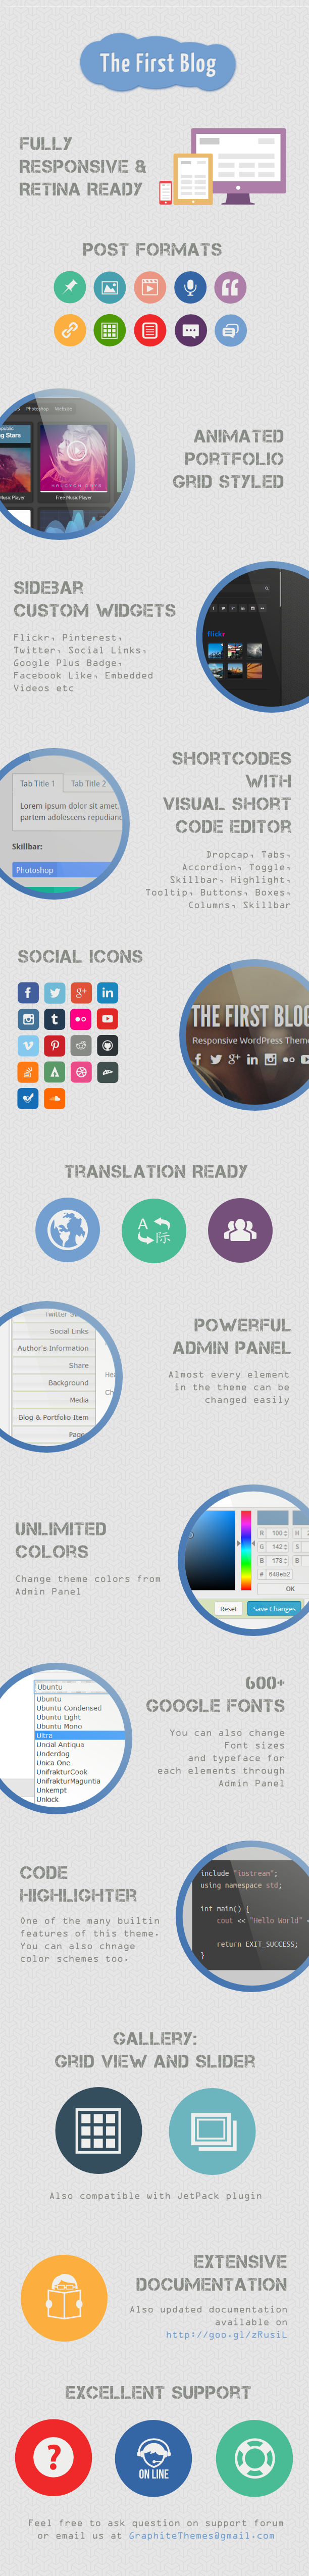 The First Blog
FULLY
RESPONSIVE &
RETINA READY
POST FORMATS
Photoshop
g Stars
Music Player
Free Music Player
ANIMATED
PORTFOLIO
GRID STYLED
SIDEBAR
CUSTOM WIDGETS
Flickr, Pinterest,
Twitter, Social Links,
Google Plus Badge,
Facebook Like, Embedded
Videos etc
flickr
SHORTCODES
WITH
VISUAL SHORT
CODE EDITOR
Dropcap, Tabs,
Accordion, Toggle,
Skillbar, Highlight,
Tooltip, Buttons, Boxes,
Columns, Skillbar
Tab Title 1
Tab Title 2
Lorem ipsum dolor sit amet,
partem adolescens repudianc
Skillbar:
Photoshop
SOCIAL ICONS
THE FIRST BLOG
Responsive WordPress Theme
TRANSLATION READY
A
际
Twitter
Social Links
Author's Information
Share
Background
Media
Blog & Portfolio Item
Page
Hea
Ch
POWERFUL
ADMIN PANEL
Almost every element
in the theme can be
changed easily
UNLIMITED
COLORS
Change theme colors from
Admin Panel
R 100 H
G 142 S
B 178 B
# 648eb2
OK
Reset
Save Changes
Ubuntu
Ubuntu
Ubuntu Condensed
Ubuntu Light
Ubuntu Mono
Ultra
Uncial Antiqua
Underdog
Unica One
UnifrakturCook
UnifrakturMaguntia
Unkempt
Unlock
600+
GOOGLE FONTS
You can also change
Font sizes
and typeface for
each elements through
Admin Panel
CODE
HIGHLIGHTER
One of the many builtin
features of this theme.
You can also chnage
color schemes too.
include "iostream";
using namespace std;
int main() {
cout << "Hello World" <
return EXIT_SUCCESS;
}
GALLERY:
GRID VIEW AND SLIDER
Also compatible with JetPack plugin
EXTENSIVE
DOCUMENTATION
Also updated documentation
available on
http://goo.gl/zRusiL
EXCELLENT SUPPORT
?
ON LINE
Feel free to ask question on support forum
or email us at GraphiteThemes@gmail.com